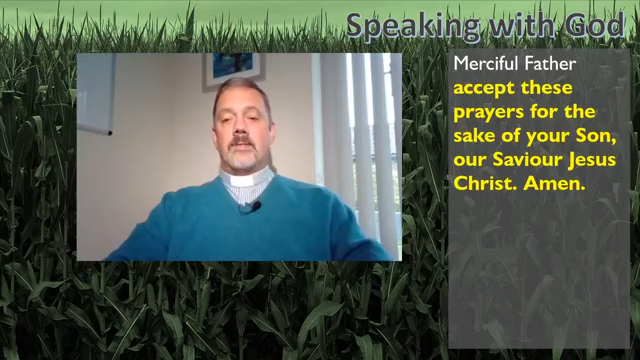 Speaking with God
Merciful Father
accept these
prayers for the
sake of your Son,
our Saviour Jesus
Christ. Amen.